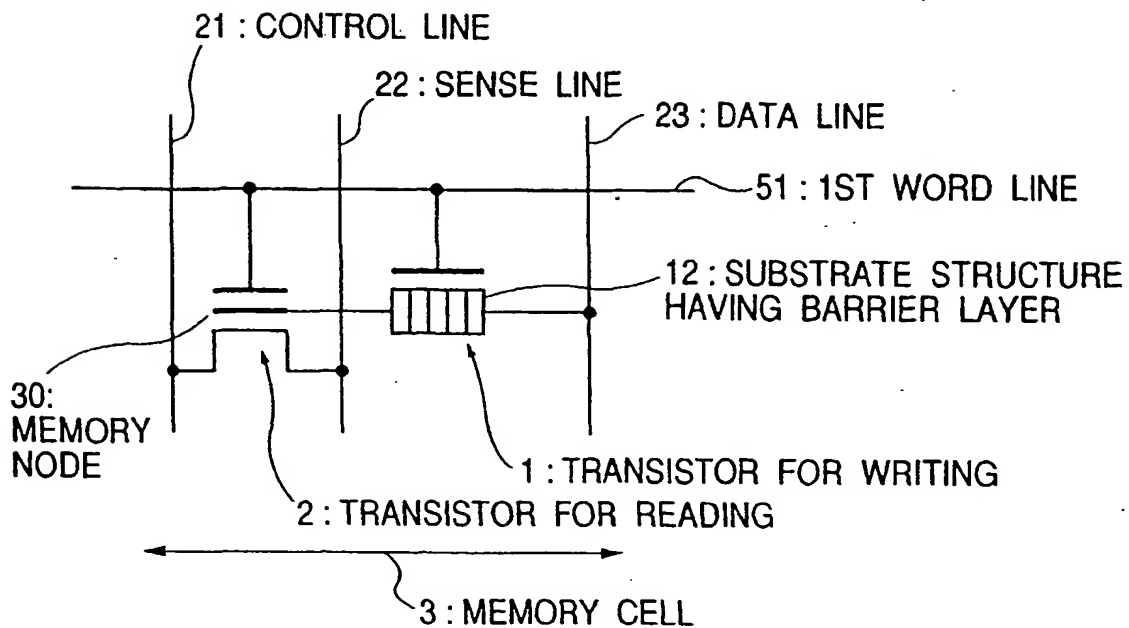 21 : CONTROL LINE
22 : SENSE LINE
23 : DATA LINE
51 : 1ST WORD LINE
12 : SUBSTRATE STRUCTURE
HAVING BARRIER LAYER
30:
MEMORY
NODE
1 : TRANSISTOR FOR WRITING
2 : TRANSISTOR FOR READING
3 : MEMORY CELL